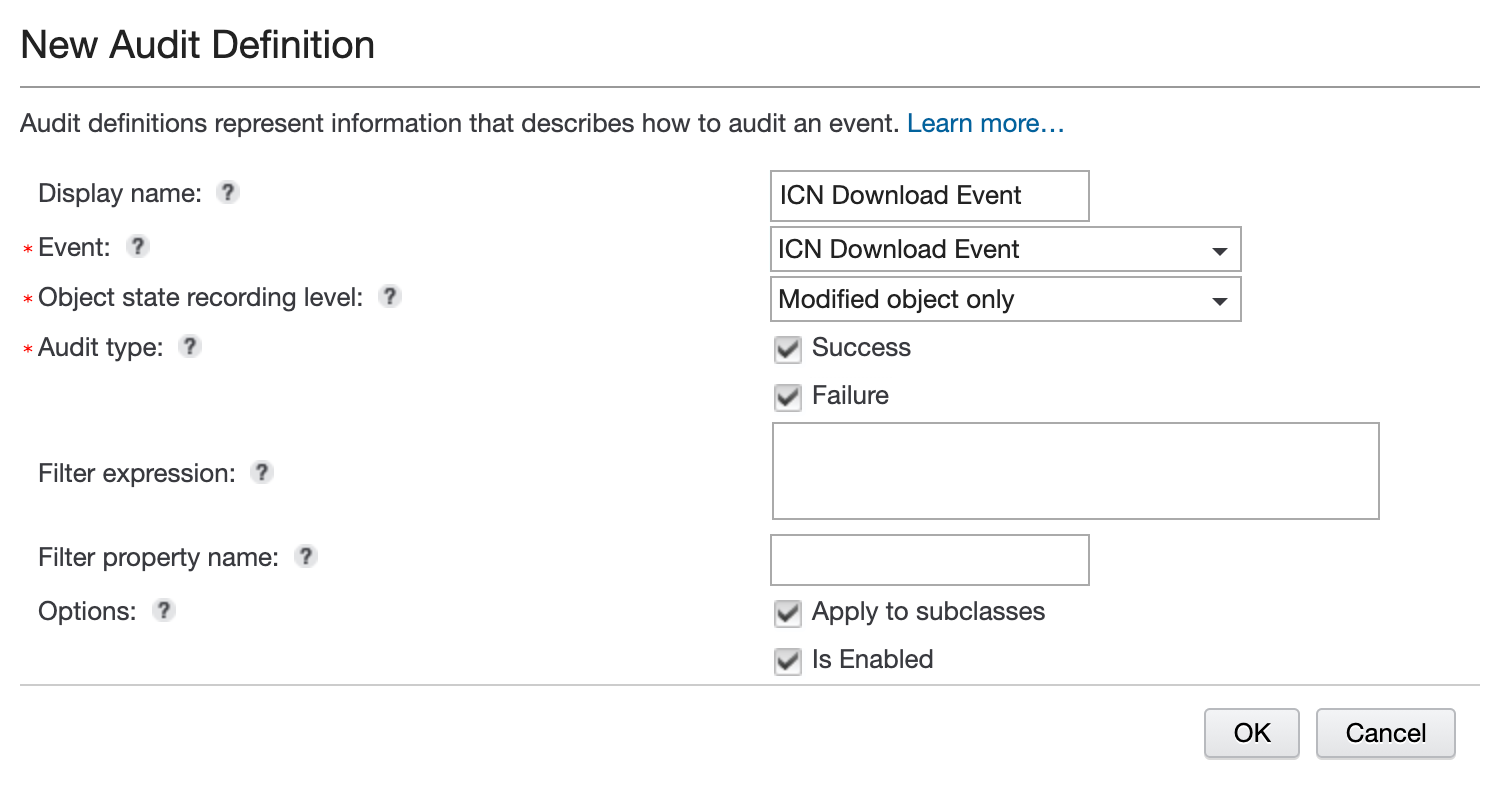 New Audit Definition
Audit definitions represent information that describes how to audit an event. Learn more...
Display name: ? ICN Download Event
* Event: ? ICN Download Event
* Object state recording level: ? Modified object only
* Audit type: ? Success
Failure
Filter expression: ?
Filter property name: ?
Options: ? Apply to subclasses
Is Enabled
OK Cancel